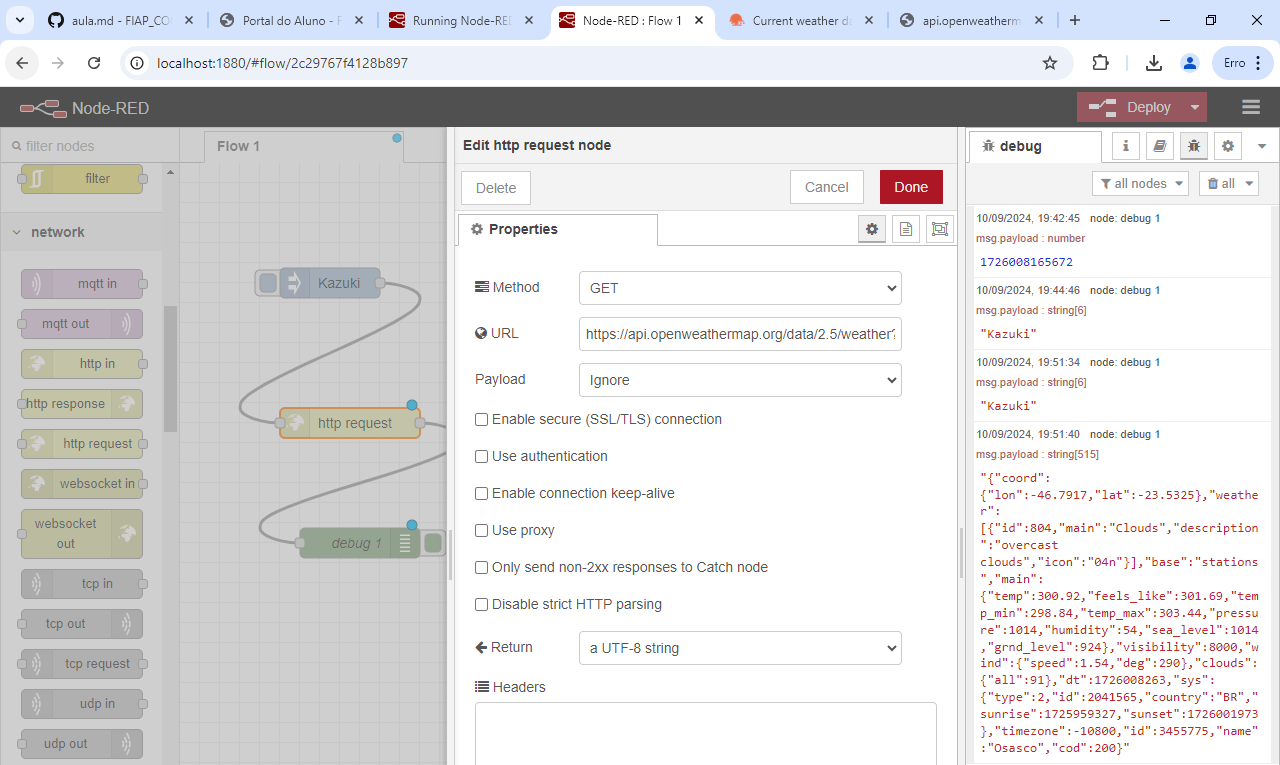 aula.md - FIAP_CO
Portal do Aluno - F
Running Node-RED
Node-RED : Flow 1
Current weather d
api.openweatherm
localhost:1880/#flow/2c29767f4128b897
Erro
Node-RED
Deploy
filter nodes
filter
network
mqtt in
mqtt out
http in
http response
http request
websocket in
websocket
out
tcp in
tcp out
tcp request
udp in
udp out
Flow 1
Kazuki
http request
debug 1
Edit http request node
Delete
Cancel
Done
Properties
Method
GET
URL
https://api.openweathermap.org/data/2.5/weather?
Payload
Ignore
Enable secure (SSL/TLS) connection
Use authentication
Enable connection keep-alive
Use proxy
Only send non-2xx responses to Catch node
Disable strict HTTP parsing
Return
a UTF-8 string
Headers
debug
all nodes
all
10/09/2024, 19:42:45 node: debug 1
msg.payload : number
1726008165672
10/09/2024, 19:44:46 node: debug 1
msg.payload : string[6]
"Kazuki"
10/09/2024, 19:51:34 node: debug 1
msg.payload : string[6]
"Kazuki"
10/09/2024, 19:51:40 node: debug 1
msg.payload : string[515]
"{"coord":
{"lon":-46.7917,"lat":-23.5325},"weathe
r":
[{"id":804,"main":"Clouds","description
":"overcast
clouds","icon":"04n"}],"base":"stations
","main":
{"temp":300.92,"feels_like":301.69,"tem
p_min":298.84,"temp_max":303.44,"pressu
re":1014,"humidity":54,"sea_level":1014
,"grnd_level":924},"visibility":8000,"w
ind":{"speed":1.54,"deg":290},"clouds":
{"all":91},"dt":1726008263,"sys":
{"type":2,"id":2041565,"country":"BR","
sunrise":1725959327,"sunset":1726001973
},"timezone":-10800,"id":3455775,"name"
:"Osasco","cod":200}"